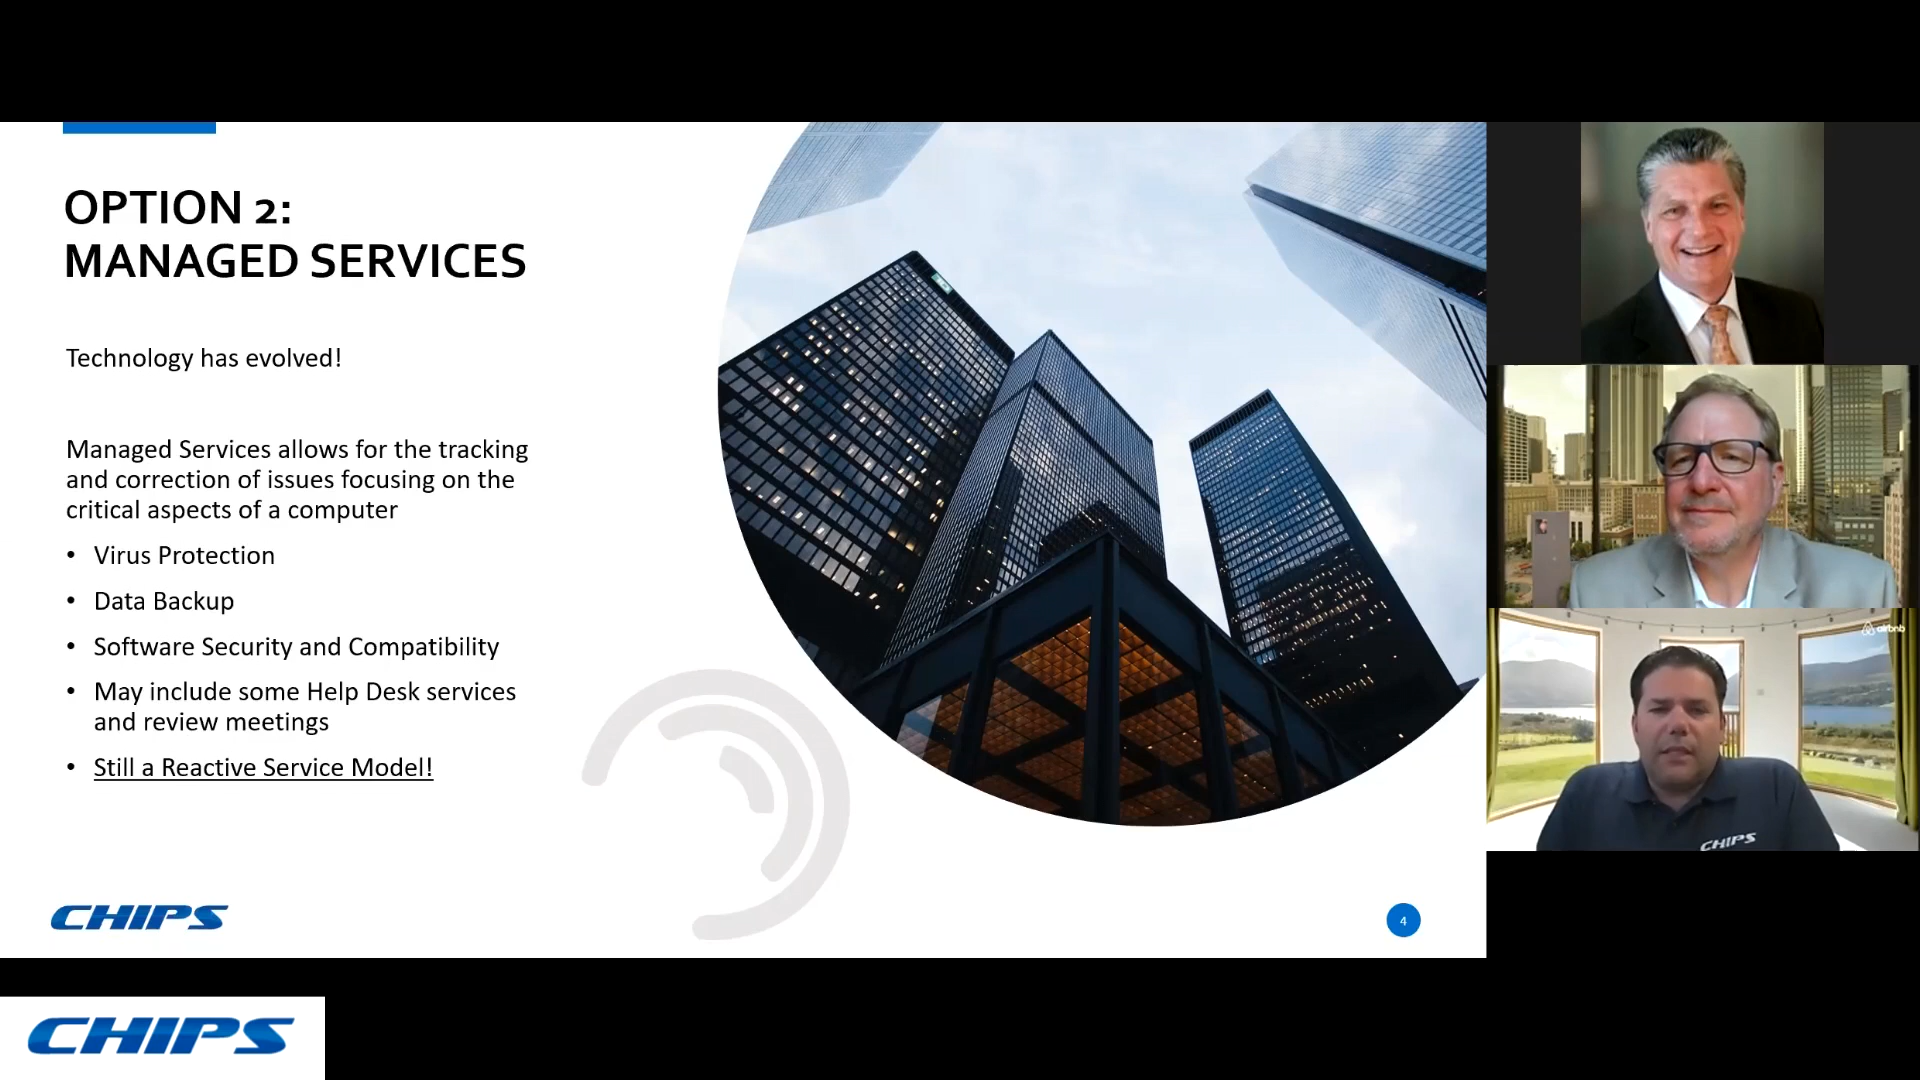 OPTION 2:
MANAGED SERVICES
Technology has evolved!
Managed Services allows for the tracking
and correction of issues focusing on the
critical aspects of a computer
• Virus Protection
• Data Backup
• Software Security and Compatibility
• May include some Help Desk services
and review meetings
• Still a Reactive Service Model!
CHIPS
4
airbnb
CHIPS
CHIPS